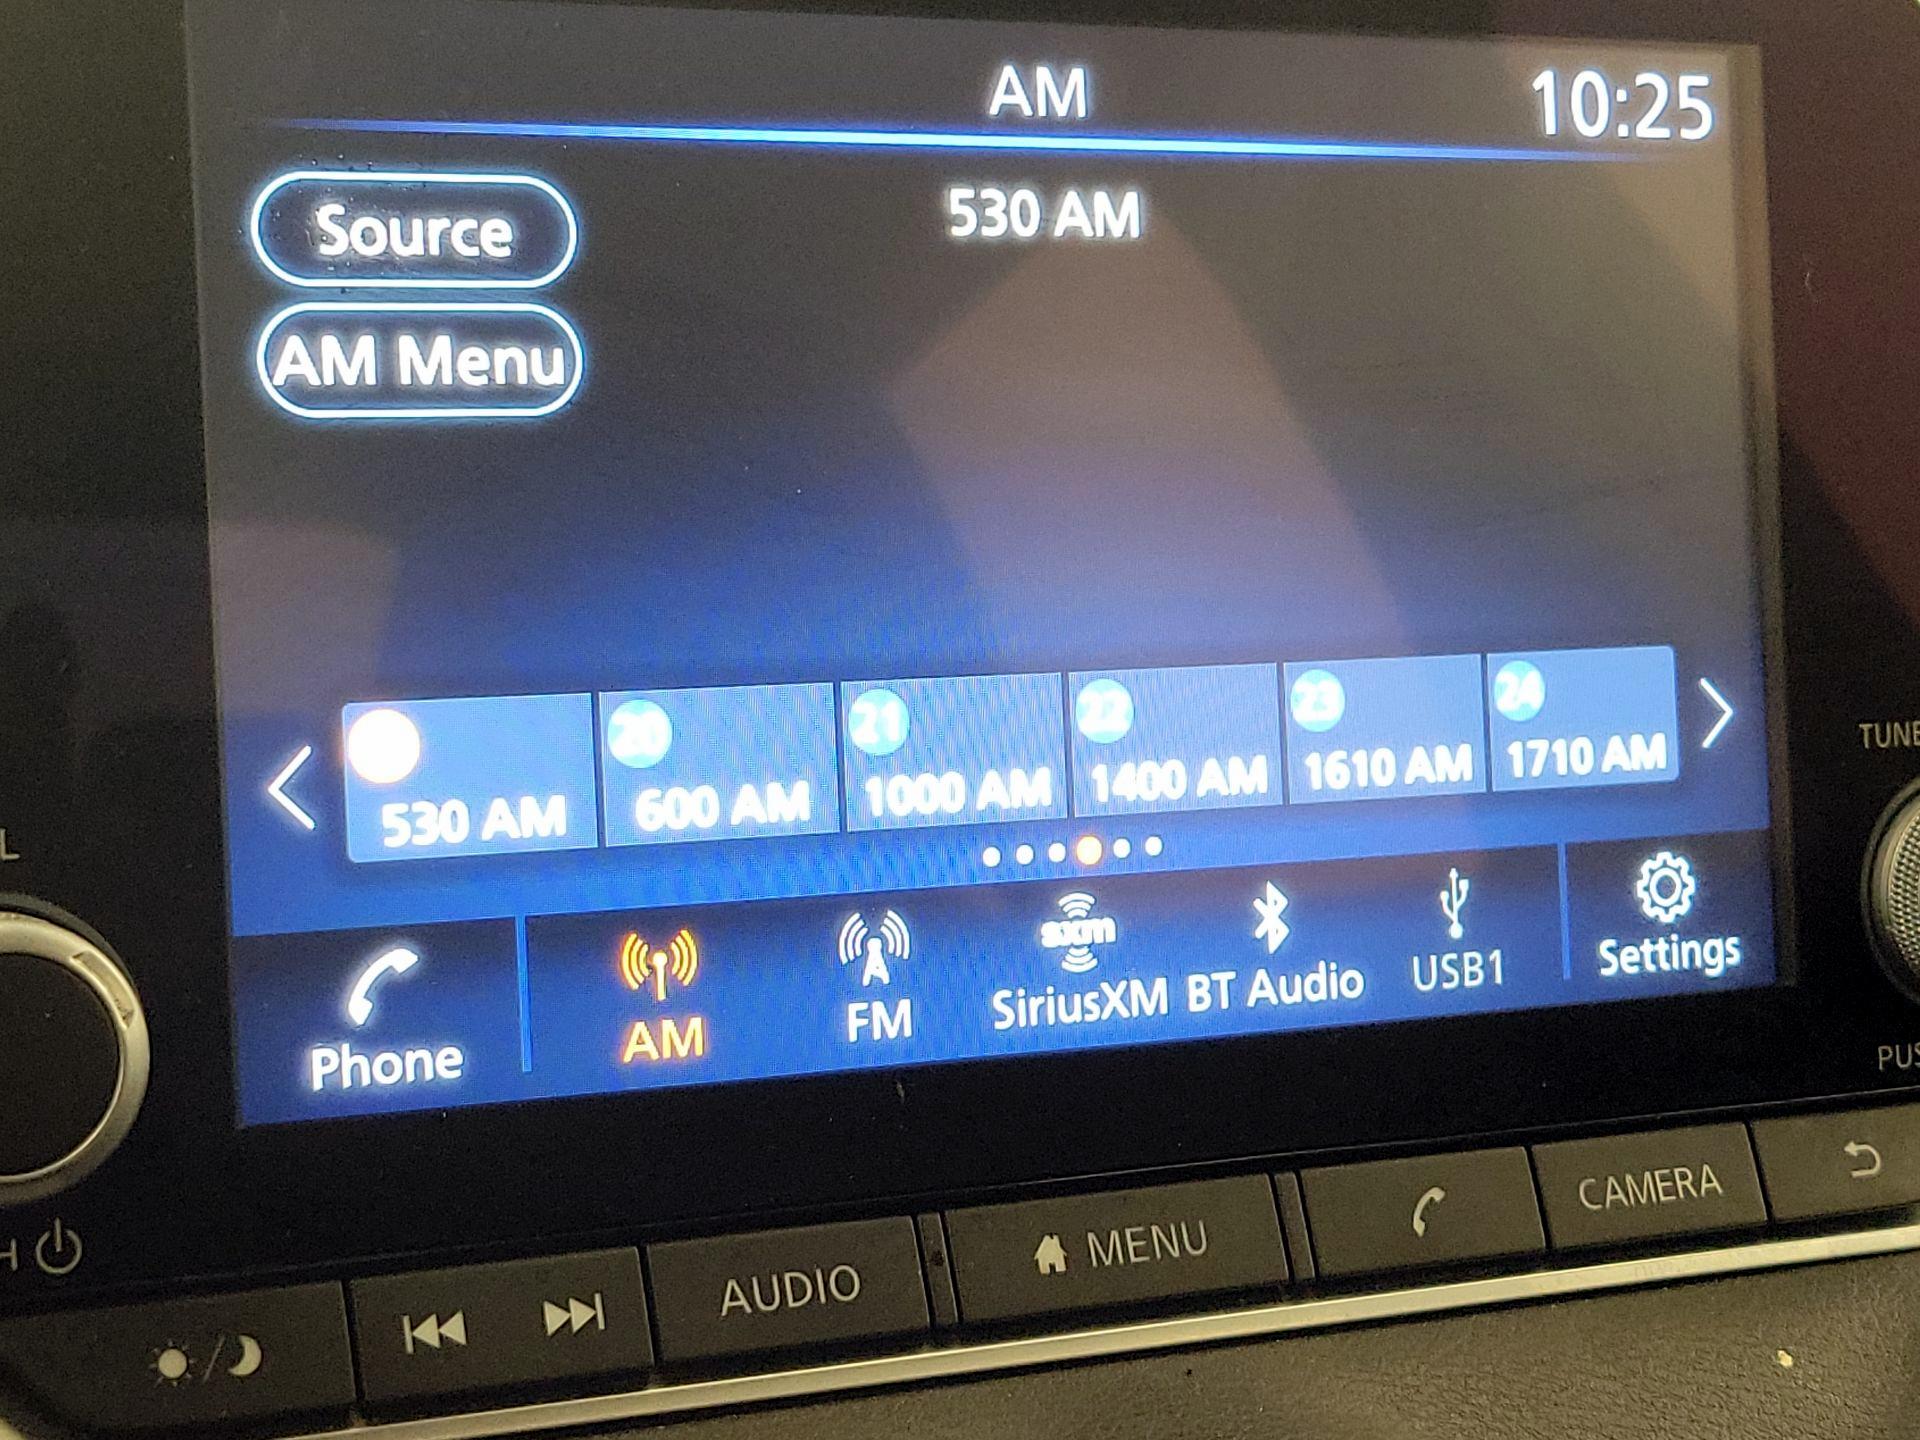 AM
10:25
530 AM
Source
AM Menu
530 AM
20
600 AM
21
1000 AM
22
1400 AM
23
1610 AM
24
1710 AM
Phone
AM
FM
sxm
SiriusXM
BT Audio
USB1
Settings
TUNE
AUDIO
MENU
CAMERA